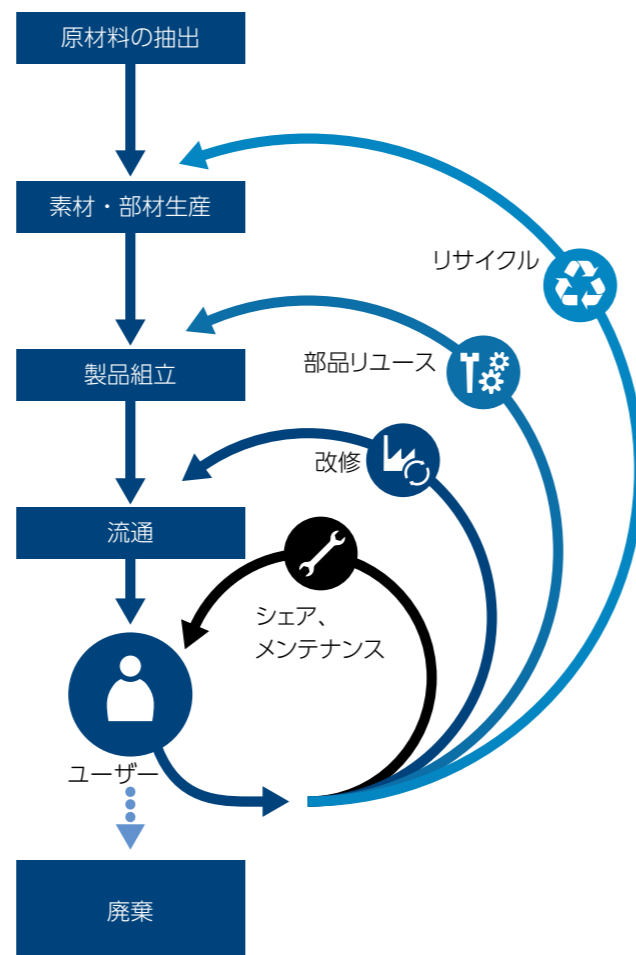 原材料の抽出
素材・部材生産
リサイクル
部品リユース
製品組立
改修
流通
シェア、
メンテナンス
ユーザー
廃棄